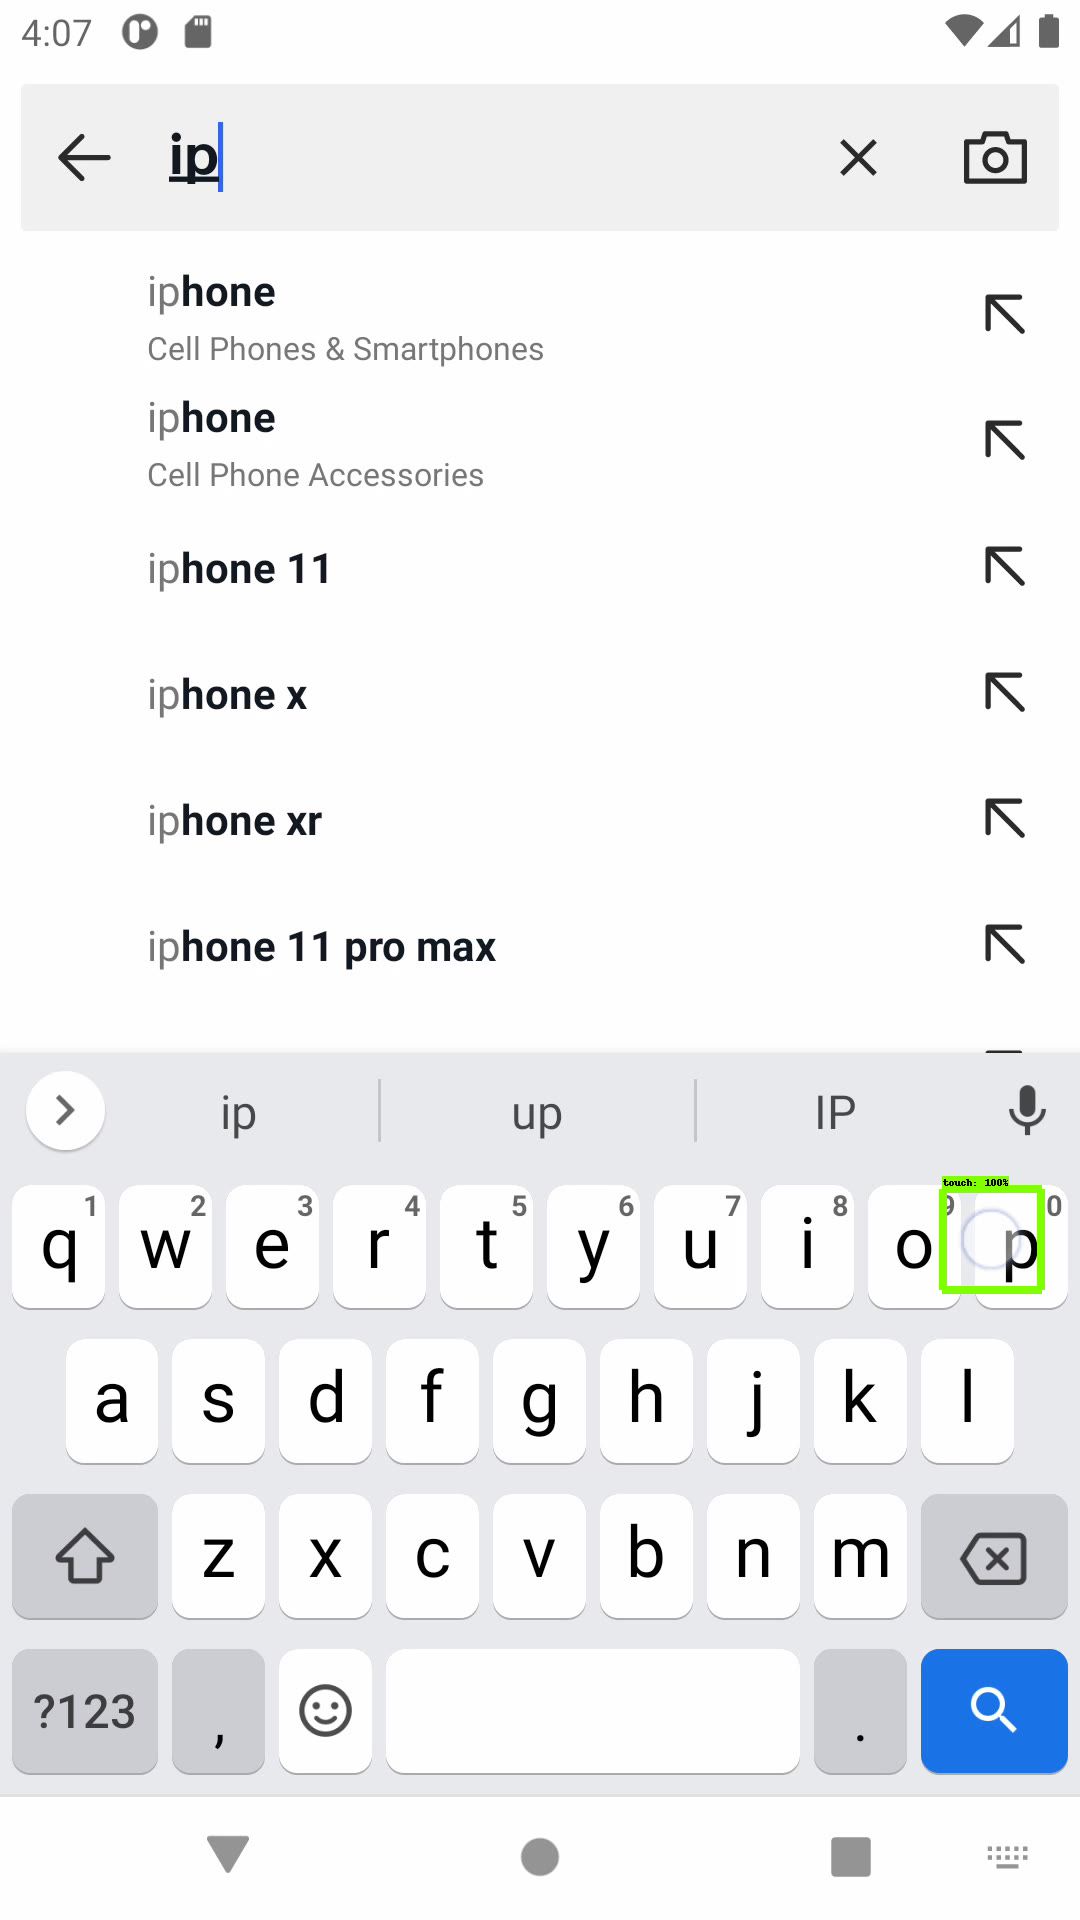 4:07
ip
iphone
Cell Phones & Smartphones
iphone
Cell Phone Accessories
iphone 11
iphone x
iphone xr
iphone 11 pro max
ip up IP
touch: 100%
1 2 3 4 5 6 7 8 9 0
q w e r t y u i o p
a s d f g h j k l
z x c v b n m
?123 , .